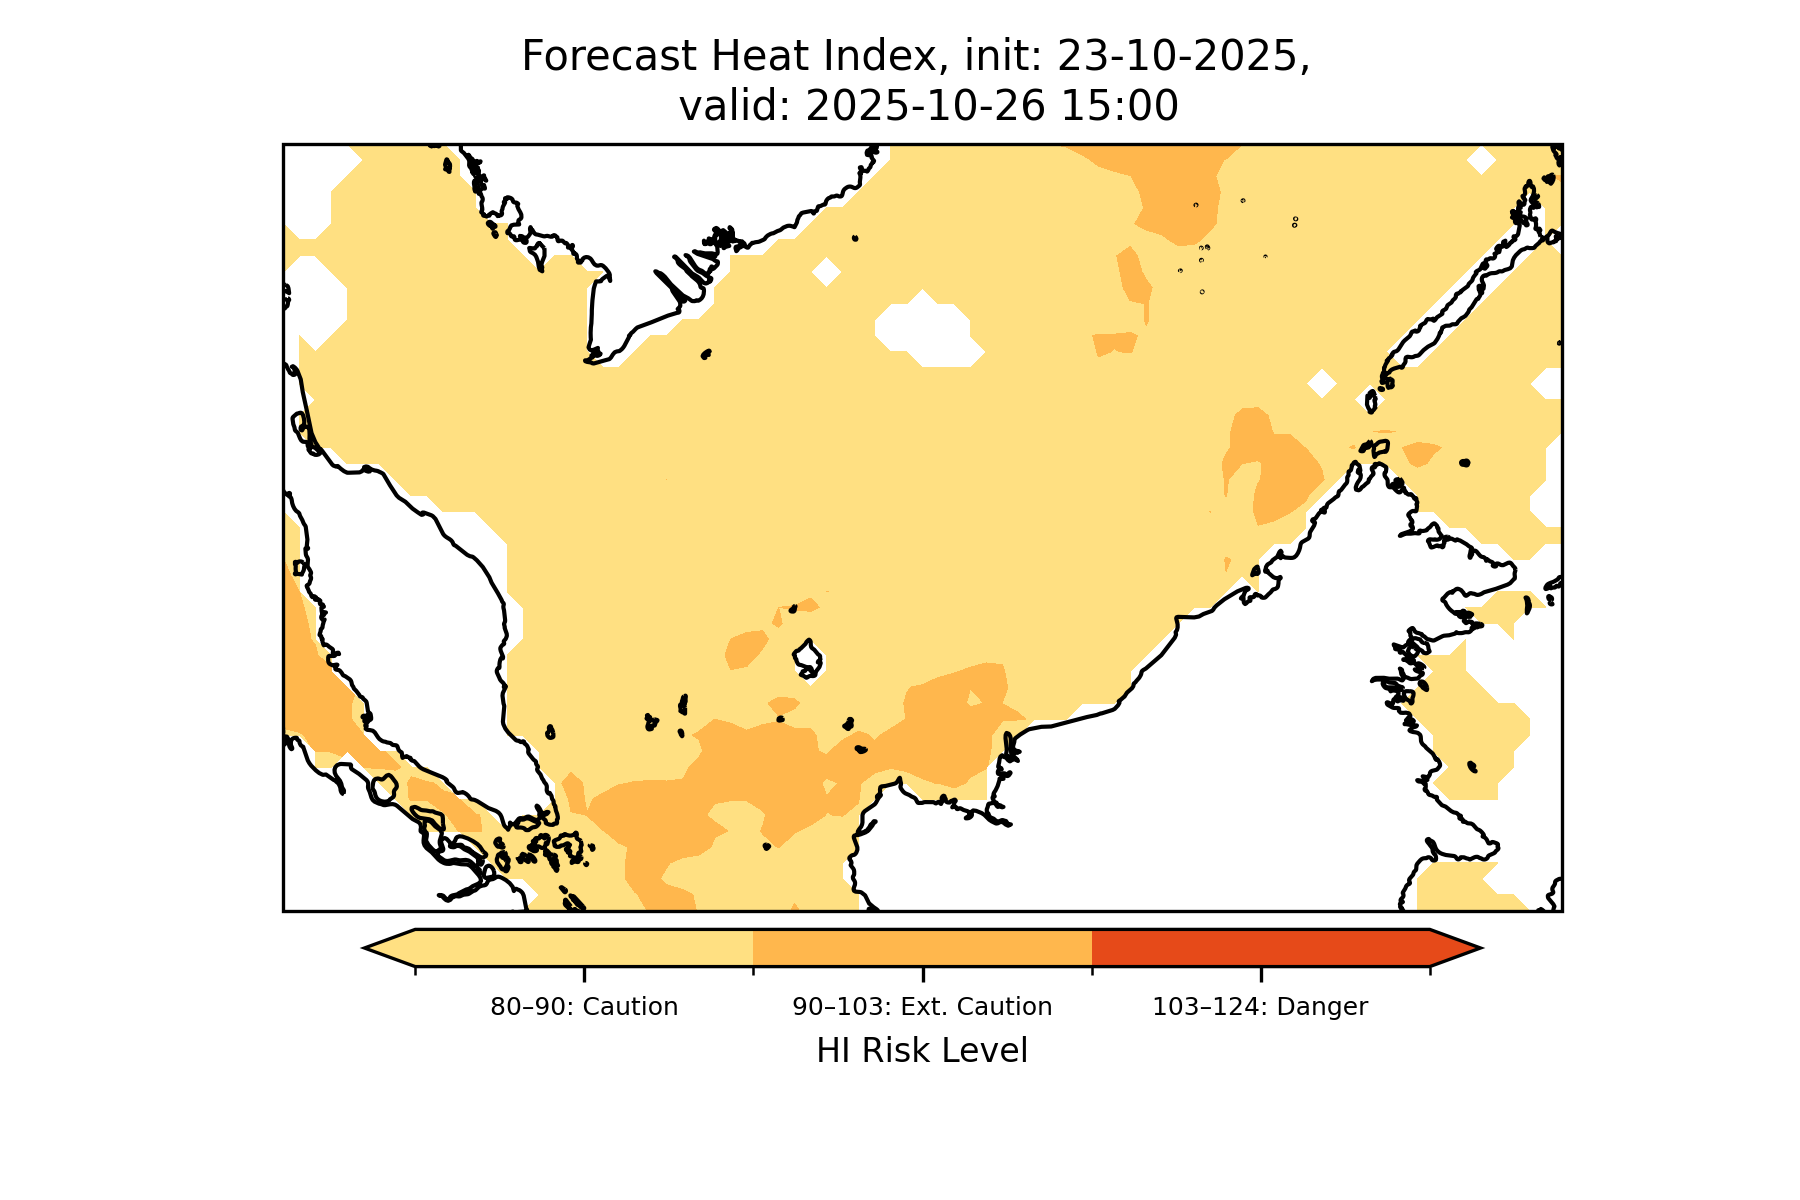 Forecast Heat Index, init: 23-10-2025,
valid: 2025-10-26 15:00
80–90: Caution
90–103: Ext. Caution
103–124: Danger
HI Risk Level